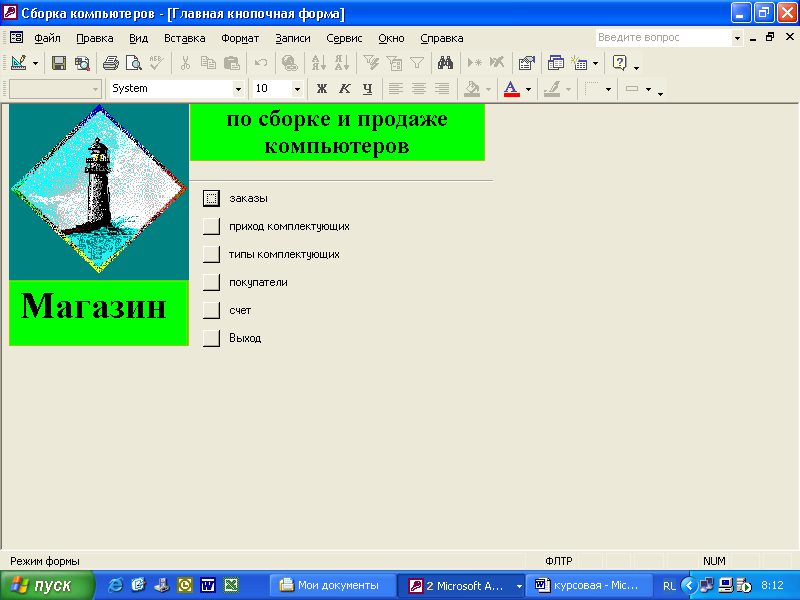 Сборка компьютеров - [Главная кнопочная форма]
Файл Правка Вид Вставка Формат Записи Сервис Окно Справка Введите вопрос
System 10 Ж К Ч
по сборке и продаже
компьютеров
заказы
приход комплектующих
типы комплектующих
покупатели
счет
Выход
Магазин
Режим формы ФЛТР NUM
пуск Мои документы 2 Microsoft A... курсовая - Mic... RL 8:12